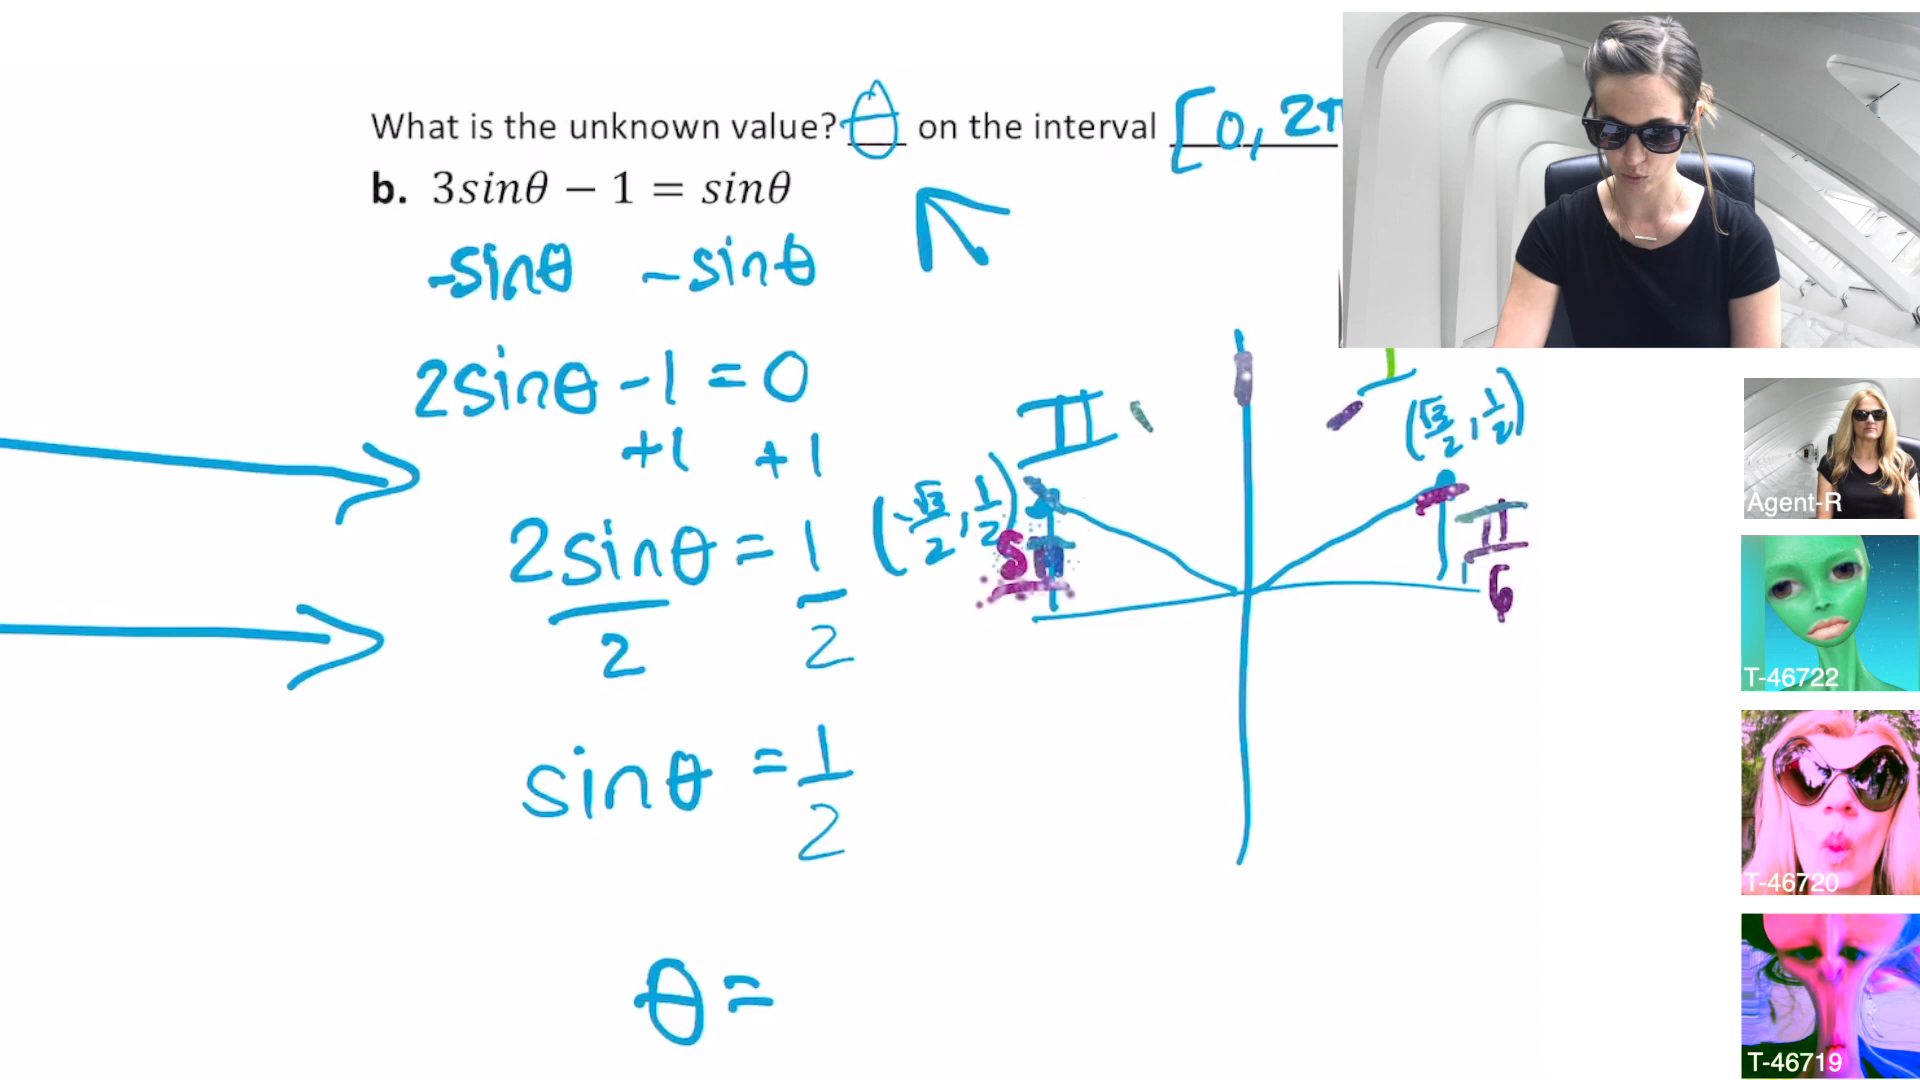 What is the unknown value? θ on the interval [0, 2π
b. 3sinθ − 1 = sinθ
-sinθ -sinθ
2sinθ -1 = 0
+1 +1
2sinθ = 1
2 2
sinθ = 1/2
θ =
II
I
(√3/2, 1/2)
(-√3/2, 1/2)
5π
π/6
Agent-R
T-46722
T-46720
T-46719